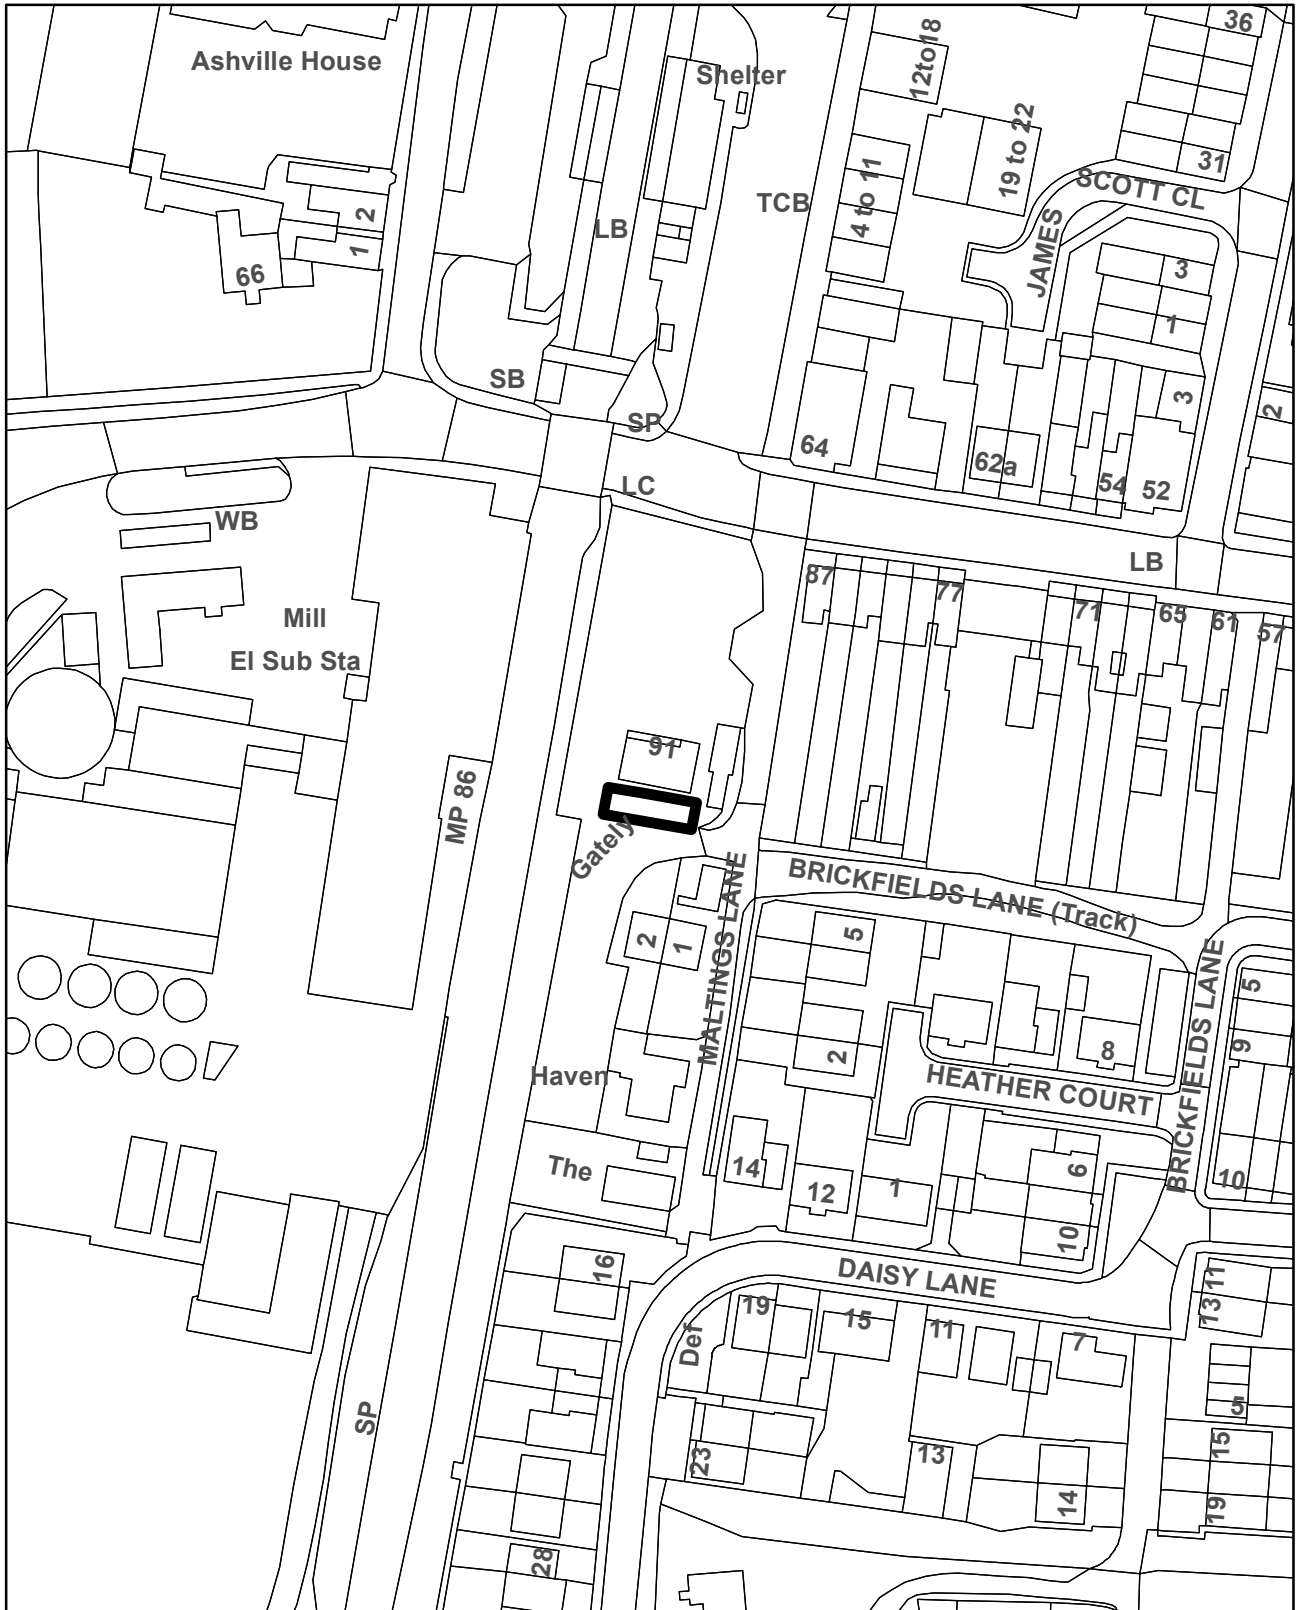 36
12to18
Ashville House
Shelter
19 to 22
31
SCOTT CL
4 to 11
TCB
2
LB
1
JAMES
66
3
1
SB
3
2
SP
64
62a
54
52
LC
WB
LB
87
77
71
65
61
57
Mill
El Sub Sta
91
MP 86
Gately
BRICKFIELDS LANE (Track)
MALTINGS LANE
5
2
1
BRICKFIELDS LANE
5
9
2
8
HEATHER COURT
Haven
The
14
12
1
6
10
10
16
DAISY LANE
11
13
19
15
11
7
Def
5
SP
23
13
15
14
19
28